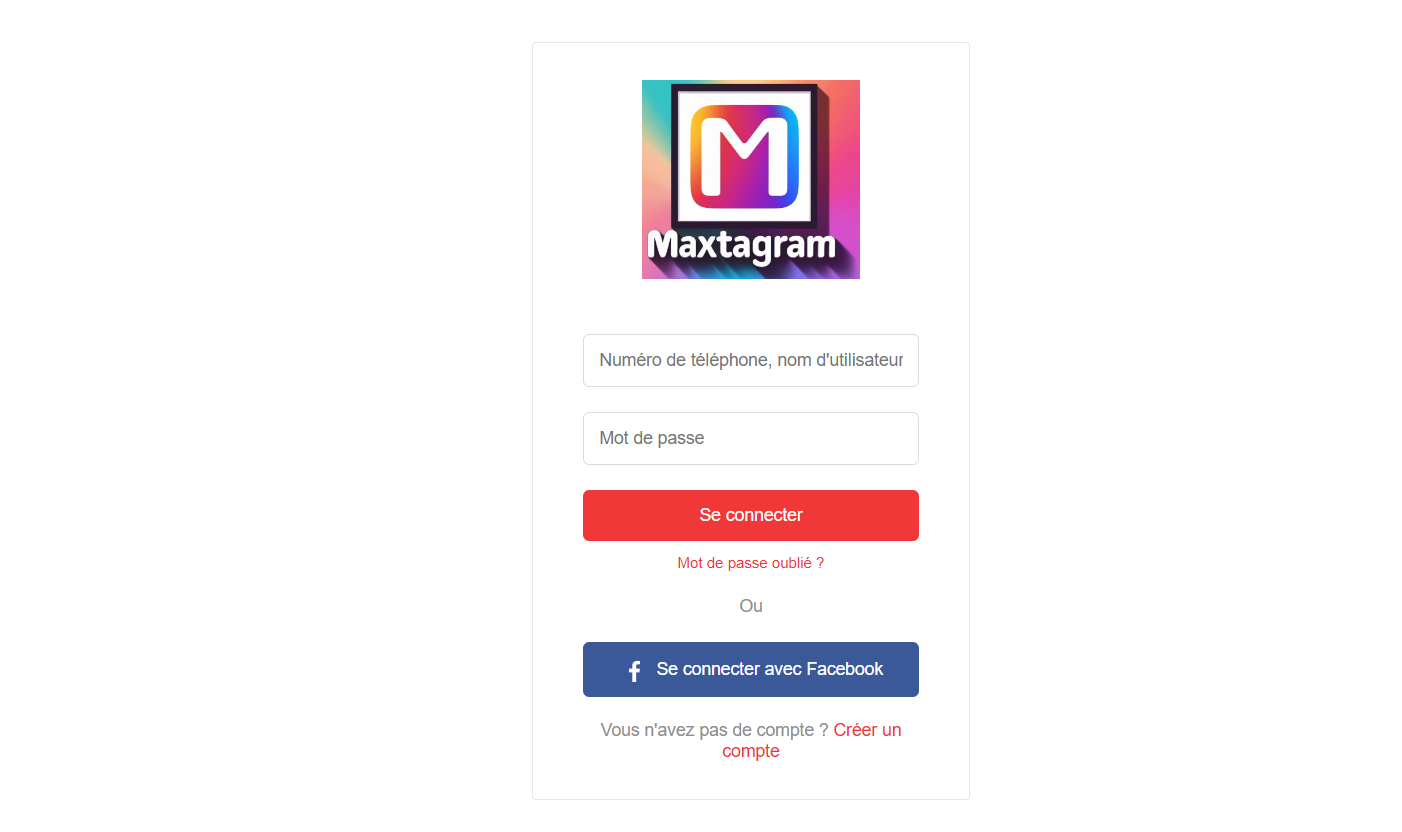 M
Maxtagram
Numéro de téléphone, nom d'utilisateur
Mot de passe
Se connecter
Mot de passe oublié ?
Ou
f Se connecter avec Facebook
Vous n'avez pas de compte ? Créer un
compte